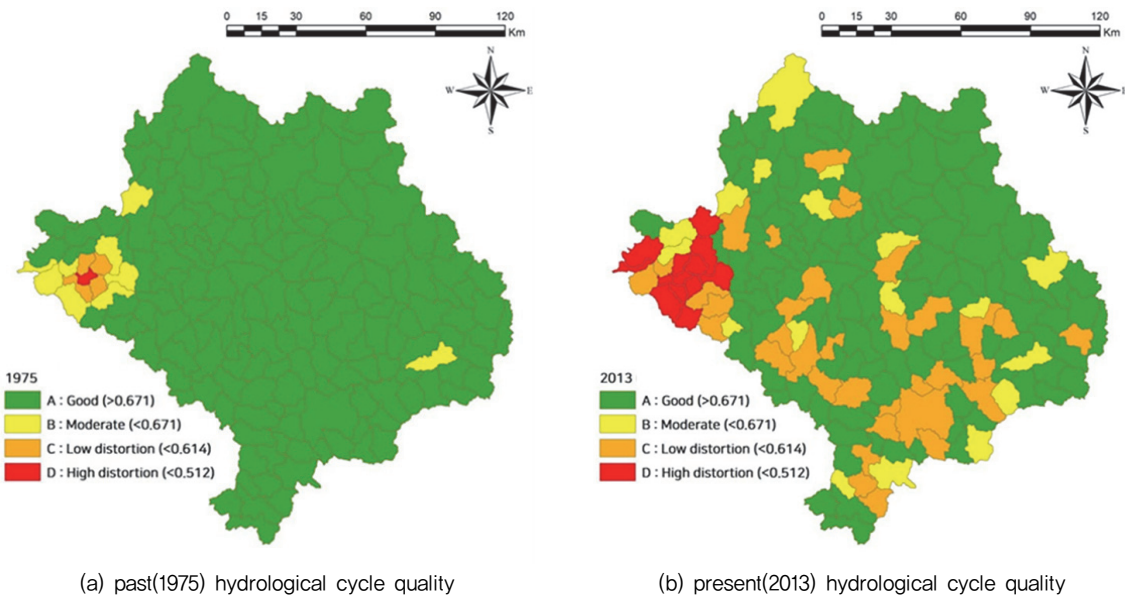 0 15 30 60 90 120
Km
N
W E
S
1975
A : Good (>0.671)
B : Moderate (<0.671)
C : Low distortion (<0.614)
D : High distortion (<0.512)
(a) past(1975) hydrological cycle quality
0 15 30 60 90 120
Km
N
W E
S
2013
A : Good (>0.671)
B : Moderate (<0.671)
C : Low distortion (<0.614)
D : High distortion (<0.512)
(b) present(2013) hydrological cycle quality